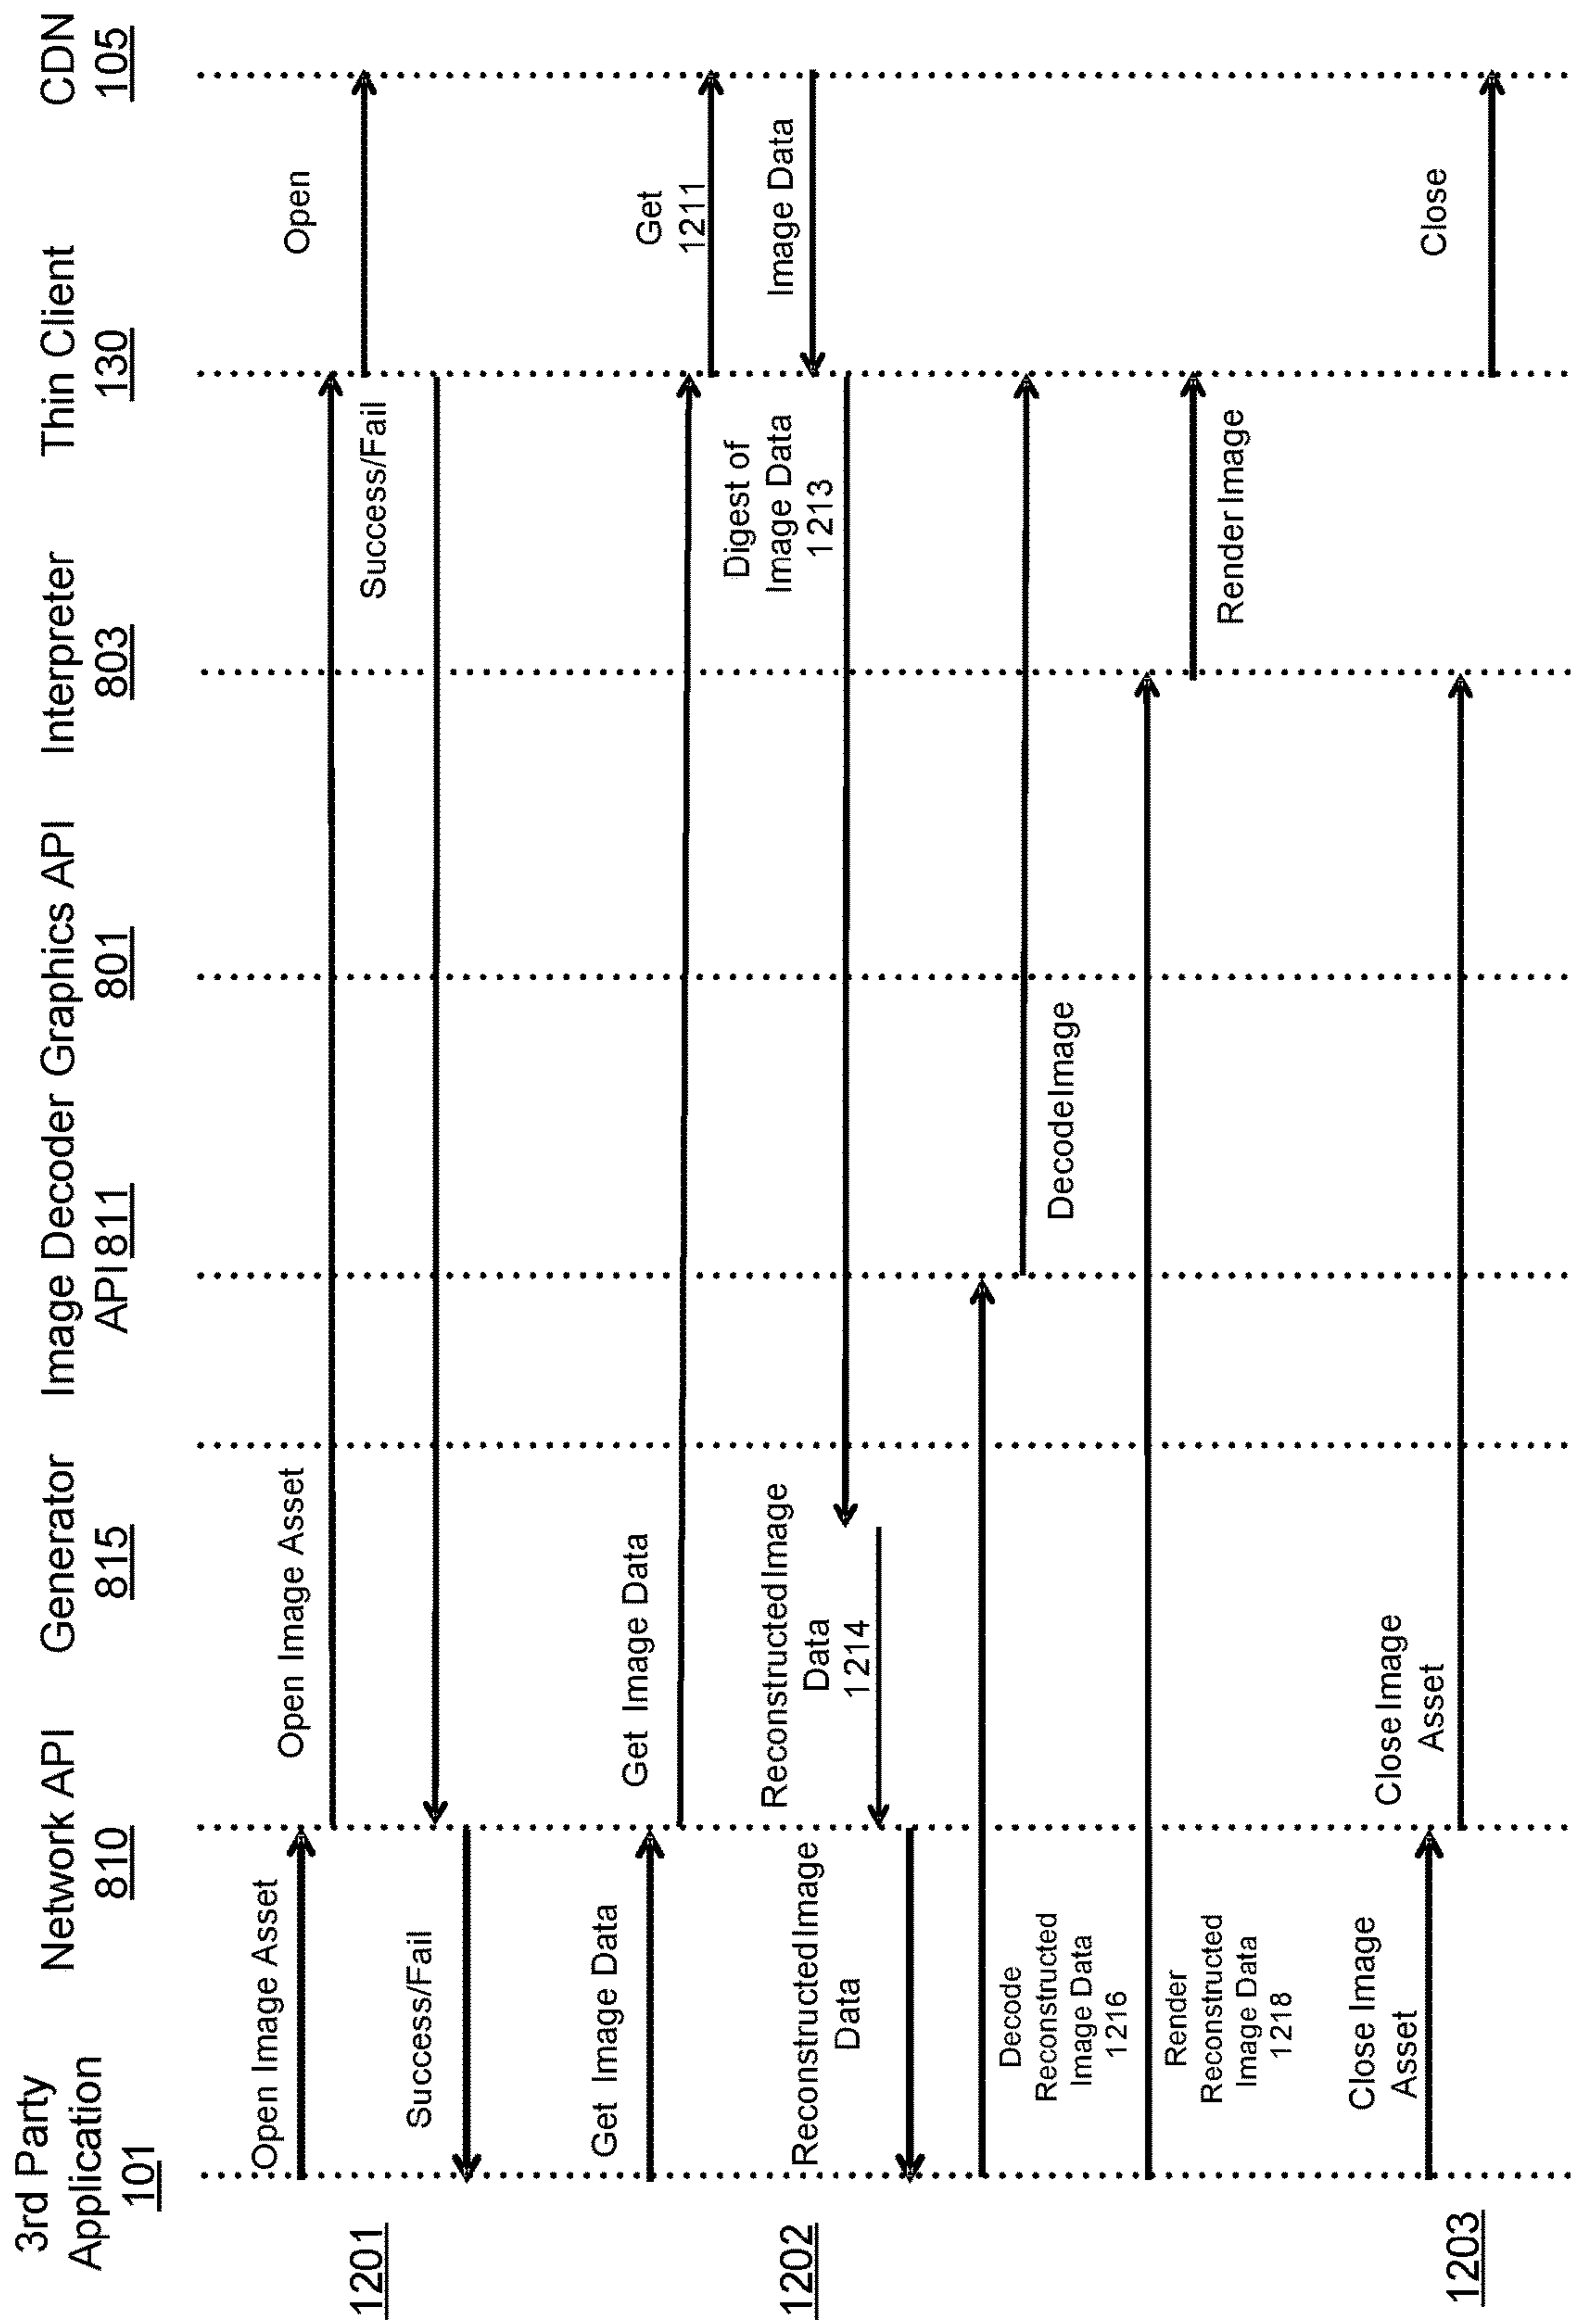 3rd Party
Application
101
Network API
810
Generator
815
Image Decoder
API 811
Graphics API
801
Interpreter
803
Thin Client
130
CDN
105
1201
Open Image Asset
Open Image Asset
Open
Success/Fail
Success/Fail
1202
Get Image Data
Get Image Data
Get
1211
Image Data
Digest of
Image Data
1213
Reconstructed Image
Data
1214
Reconstructed Image
Data
Decode
Reconstructed
Image Data
1216
Decode Image
Render
Reconstructed
Image Data
1218
Render Image
1203
Close Image
Asset
Close Image
Asset
Close